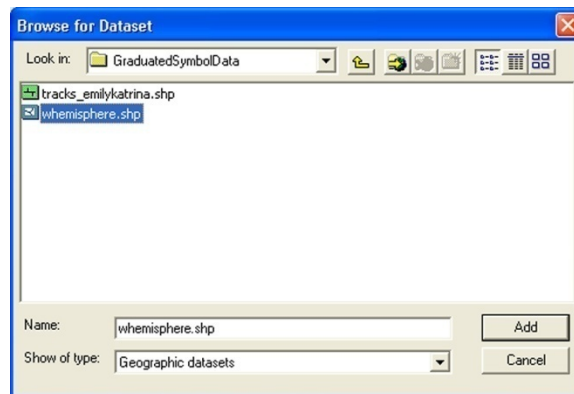 Browse for Dataset
Look in: GraduatedSymbolData
tracks_emilykatrina.shp
whemisphere.shp
Name: whemisphere.shp Add
Show of type: Geographic datasets Cancel